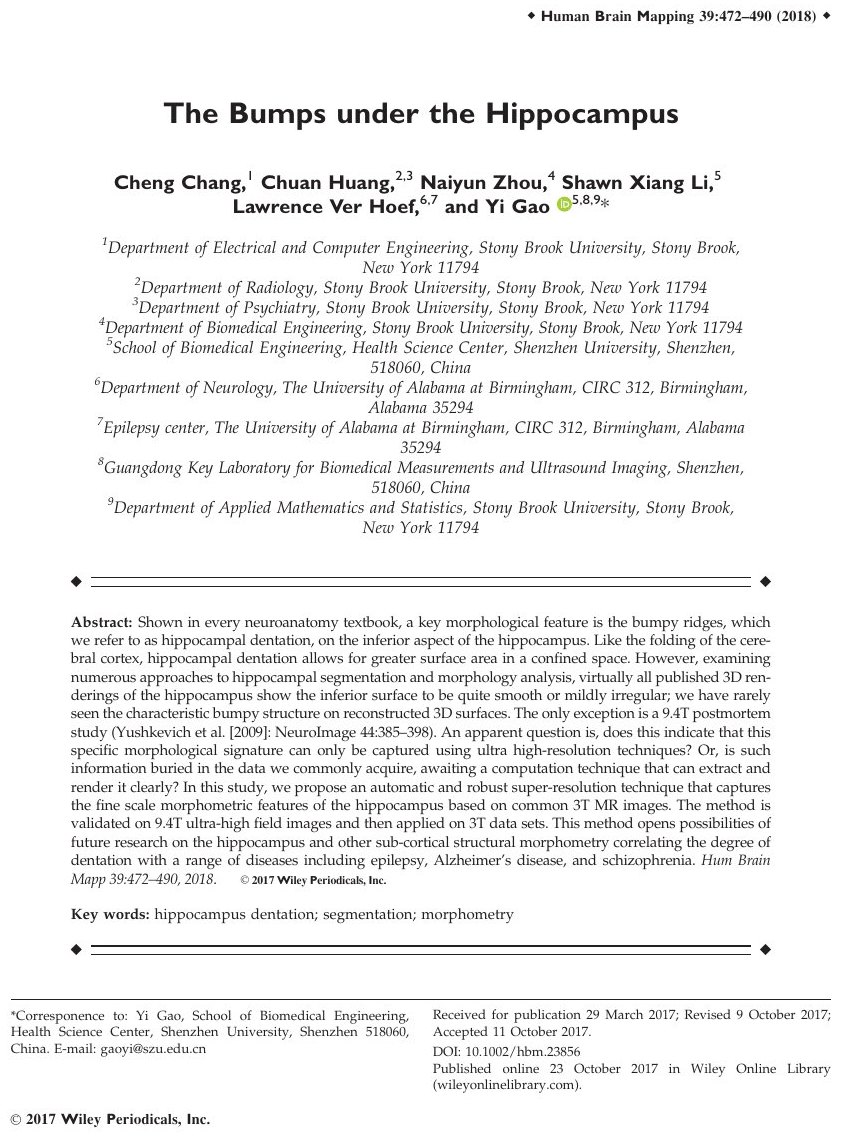 ◆ Human Brain Mapping 39:472–490 (2018) ◆
The Bumps under the Hippocampus
Cheng Chang,1 Chuan Huang,2,3 Naiyun Zhou,4 Shawn Xiang Li,5
Lawrence Ver Hoef,6,7 and Yi Gao iD 5,8,9*
1Department of Electrical and Computer Engineering, Stony Brook University, Stony Brook,
New York 11794
2Department of Radiology, Stony Brook University, Stony Brook, New York 11794
3Department of Psychiatry, Stony Brook University, Stony Brook, New York 11794
4Department of Biomedical Engineering, Stony Brook University, Stony Brook, New York 11794
5School of Biomedical Engineering, Health Science Center, Shenzhen University, Shenzhen,
518060, China
6Department of Neurology, The University of Alabama at Birmingham, CIRC 312, Birmingham,
Alabama 35294
7Epilepsy center, The University of Alabama at Birmingham, CIRC 312, Birmingham, Alabama
35294
8Guangdong Key Laboratory for Biomedical Measurements and Ultrasound Imaging, Shenzhen,
518060, China
9Department of Applied Mathematics and Statistics, Stony Brook University, Stony Brook,
New York 11794
Abstract: Shown in every neuroanatomy textbook, a key morphological feature is the bumpy ridges, which
we refer to as hippocampal dentation, on the inferior aspect of the hippocampus. Like the folding of the cere-
bral cortex, hippocampal dentation allows for greater surface area in a confined space. However, examining
numerous approaches to hippocampal segmentation and morphology analysis, virtually all published 3D ren-
derings of the hippocampus show the inferior surface to be quite smooth or mildly irregular; we have rarely
seen the characteristic bumpy structure on reconstructed 3D surfaces. The only exception is a 9.4T postmortem
study (Yushkevich et al. [2009]: NeuroImage 44:385–398). An apparent question is, does this indicate that this
specific morphological signature can only be captured using ultra high-resolution techniques? Or, is such
information buried in the data we commonly acquire, awaiting a computation technique that can extract and
render it clearly? In this study, we propose an automatic and robust super-resolution technique that captures
the fine scale morphometric features of the hippocampus based on common 3T MR images. The method is
validated on 9.4T ultra-high field images and then applied on 3T data sets. This method opens possibilities of
future research on the hippocampus and other sub-cortical structural morphometry correlating the degree of
dentation with a range of diseases including epilepsy, Alzheimer's disease, and schizophrenia. Hum Brain
Mapp 39:472–490, 2018. © 2017 Wiley Periodicals, Inc.
Key words: hippocampus dentation; segmentation; morphometry
*Corresponence to: Yi Gao, School of Biomedical Engineering,
Health Science Center, Shenzhen University, Shenzhen 518060,
China. E-mail: gaoyi@szu.edu.cn
Received for publication 29 March 2017; Revised 9 October 2017;
Accepted 11 October 2017.
DOI: 10.1002/hbm.23856
Published online 23 October 2017 in Wiley Online Library
(wileyonlinelibrary.com).
© 2017 Wiley Periodicals, Inc.